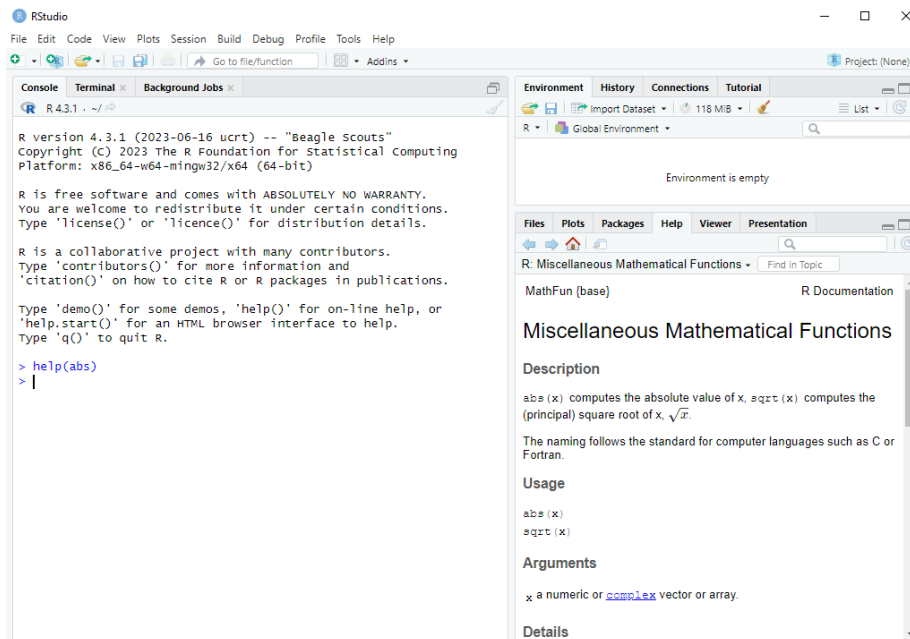 RStudio
File Edit Code View Plots Session Build Debug Profile Tools Help
Go to file/function Addins Project: (None)
Console Terminal Background Jobs
R 4.3.1 · ~/
R version 4.3.1 (2023-06-16 ucrt) -- "Beagle Scouts"
Copyright (C) 2023 The R Foundation for Statistical Computing
Platform: x86_64-w64-mingw32/x64 (64-bit)
R is free software and comes with ABSOLUTELY NO WARRANTY.
You are welcome to redistribute it under certain conditions.
Type 'license()' or 'licence()' for distribution details.
R is a collaborative project with many contributors.
Type 'contributors()' for more information and
'citation()' on how to cite R or R packages in publications.
Type 'demo()' for some demos, 'help()' for on-line help, or
'help.start()' for an HTML browser interface to help.
Type 'q()' to quit R.
> help(abs)
>
Environment History Connections Tutorial
Import Dataset 118 MiB List
R Global Environment
Environment is empty
Files Plots Packages Help Viewer Presentation
R: Miscellaneous Mathematical Functions Find in Topic
MathFun {base} R Documentation
Miscellaneous Mathematical Functions
Description
abs(x) computes the absolute value of x, sqrt(x) computes the
(principal) square root of x, √x.
The naming follows the standard for computer languages such as C or
Fortran.
Usage
abs(x)
sqrt(x)
Arguments
x a numeric or complex vector or array.
Details